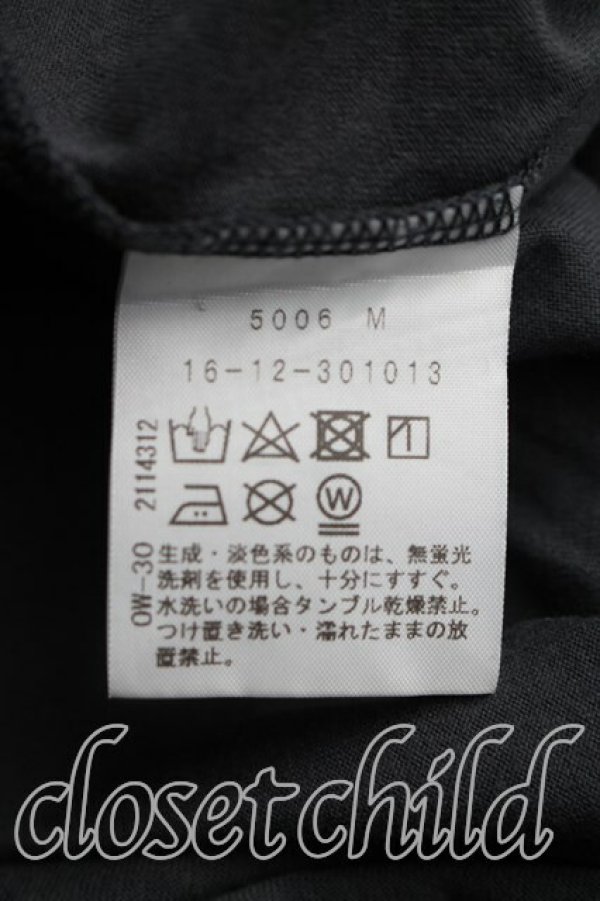 5006 M
16-12-301013
2114312
W
OW-30
生成・淡色系のものは、無蛍光
洗剤を使用し、十分にすすぐ。
水洗いの場合タンブル乾燥禁止。
つけ置き洗い・濡れたままの放
置禁止。
closet child